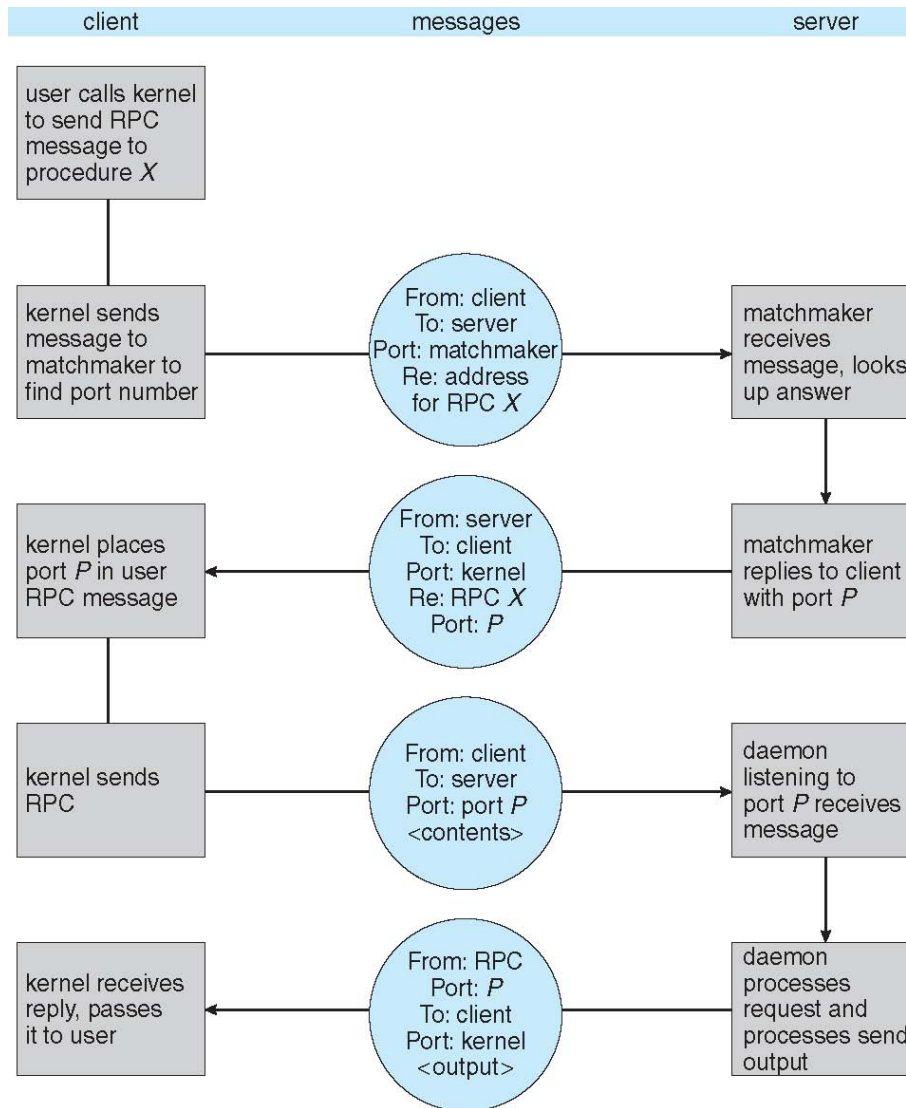 client
messages
server
user calls kernel
to send RPC
message to
procedure X
kernel sends
message to
matchmaker to
find port number
From: client
To: server
Port: matchmaker
Re: address
for RPC X
matchmaker
receives
message, looks
up answer
kernel places
port P in user
RPC message
From: server
To: client
Port: kernel
Re: RPC X
Port: P
matchmaker
replies to client
with port P
kernel sends
RPC
From: client
To: server
Port: port P
<contents>
daemon
listening to
port P receives
message
kernel receives
reply, passes
it to user
From: RPC
Port: P
To: client
Port: kernel
<output>
daemon
processes
request and
processes send
output